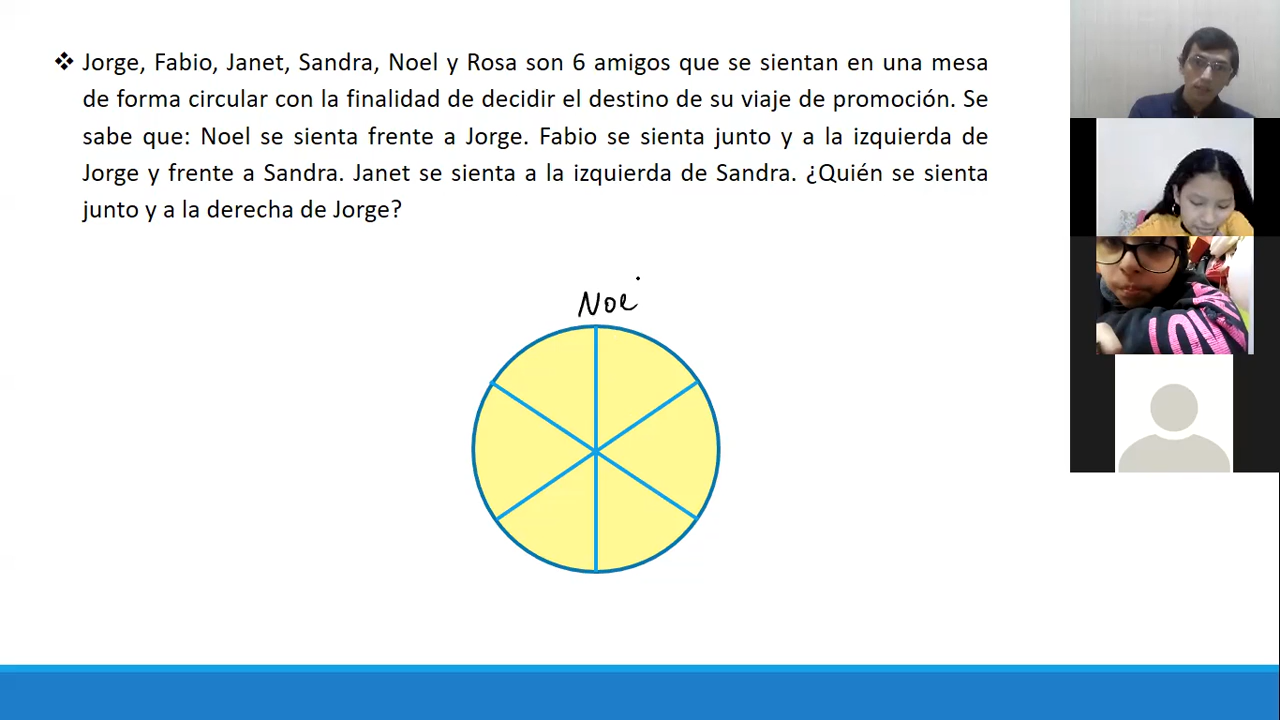 ❖ Jorge, Fabio, Janet, Sandra, Noel y Rosa son 6 amigos que se sientan en una mesa
de forma circular con la finalidad de decidir el destino de su viaje de promoción. Se
sabe que: Noel se sienta frente a Jorge. Fabio se sienta junto y a la izquierda de
Jorge y frente a Sandra. Janet se sienta a la izquierda de Sandra. ¿Quién se sienta
junto y a la derecha de Jorge?
Noe